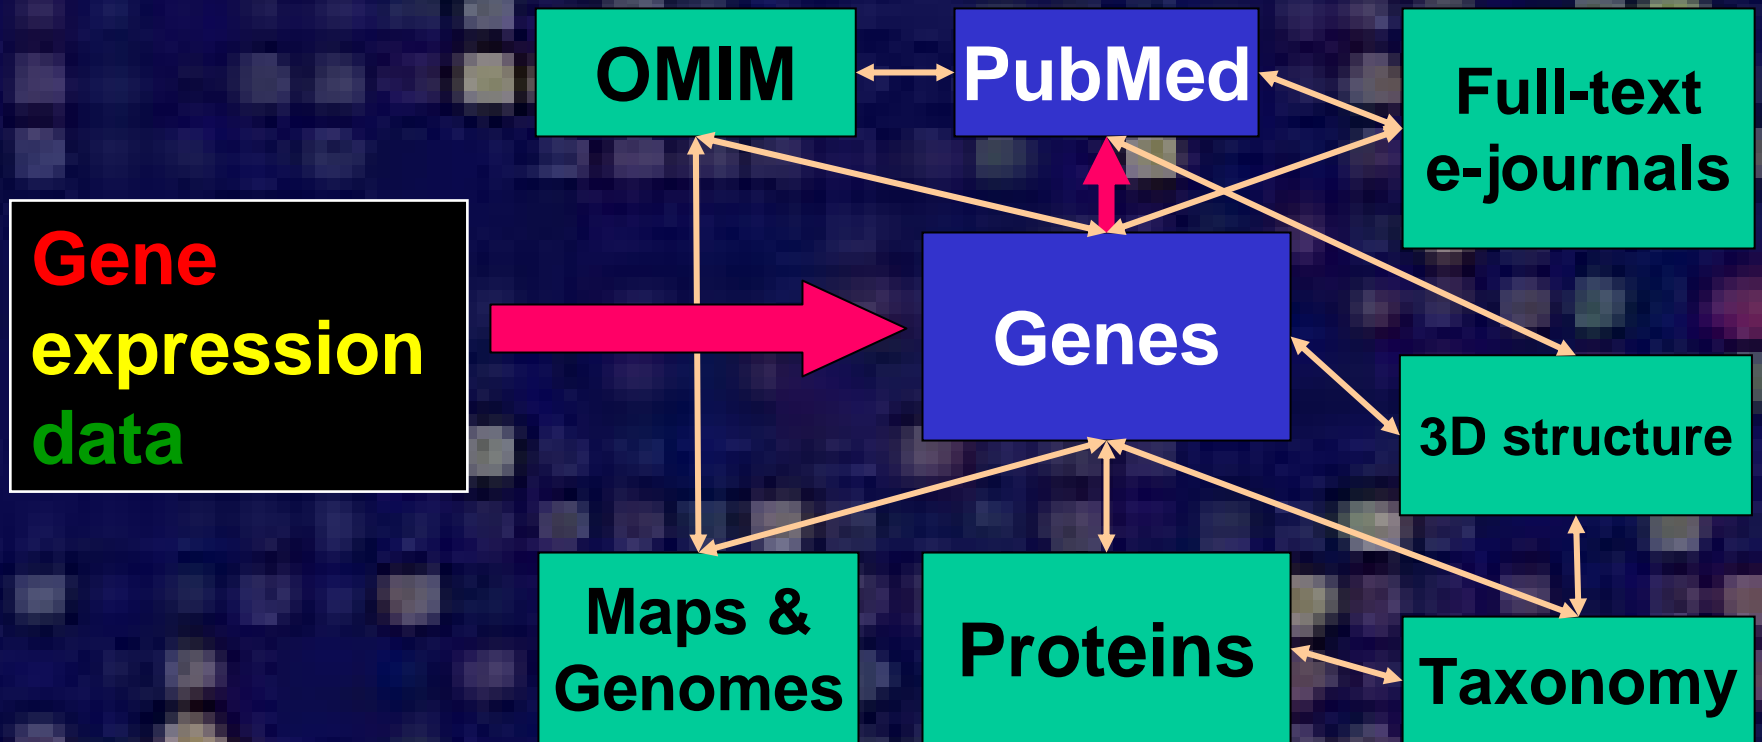 OMIM
PubMed
Full-text
e-journals
Gene
expression
data
Genes
3D structure
Maps &
Genomes
Proteins
Taxonomy